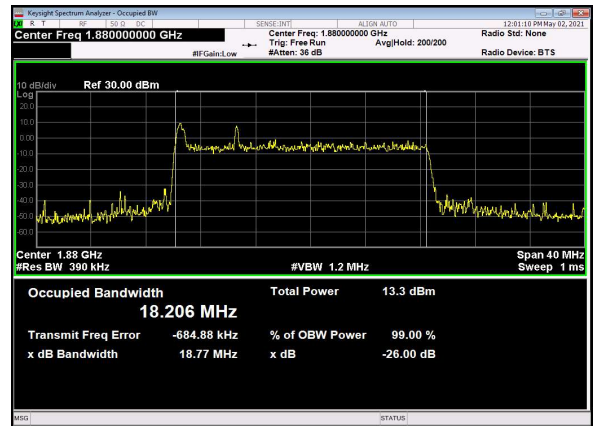 Keysight Spectrum Analyzer - Occupied BW
LXI R T RF 50 Ω DC SENSE:INT ALIGN AUTO 12:01:10 PM May 02, 2021
Center Freq 1.880000000 GHz Center Freq: 1.880000000 GHz Radio Std: None
Trig: Free Run Avg|Hold: 200/200
#IFGain:Low #Atten: 36 dB Radio Device: BTS
10 dB/div Ref 30.00 dBm
Log
20.0
10.0
0.00
-10.0
-20.0
-30.0
-40.0
-50.0
-60.0
Center 1.88 GHz Span 40 MHz
#Res BW 390 kHz #VBW 1.2 MHz Sweep 1 ms
Occupied Bandwidth Total Power 13.3 dBm
18.206 MHz
Transmit Freq Error -684.88 kHz % of OBW Power 99.00 %
x dB Bandwidth 18.77 MHz x dB -26.00 dB
MSG STATUS